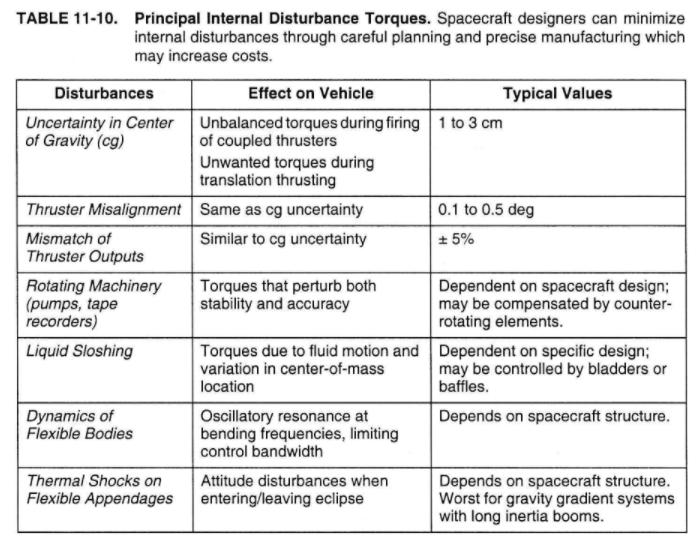 TABLE 11-10. Principal Internal Disturbance Torques. Spacecraft designers can minimize
internal disturbances through careful planning and precise manufacturing which
may increase costs.
Disturbances Effect on Vehicle Typical Values
Uncertainty in Center
of Gravity (cg)
Unbalanced torques during firing
of coupled thrusters
Unwanted torques during
translation thrusting
1 to 3 cm
Thruster Misalignment
Same as cg uncertainty
0.1 to 0.5 deg
Mismatch of
Thruster Outputs
Similar to cg uncertainty
± 5%
Rotating Machinery
(pumps, tape
recorders)
Torques that perturb both
stability and accuracy
Dependent on spacecraft design;
may be compensated by counter-
rotating elements.
Liquid Sloshing
Torques due to fluid motion and
variation in center-of-mass
location
Dependent on specific design;
may be controlled by bladders or
baffles.
Dynamics of
Flexible Bodies
Oscillatory resonance at
bending frequencies, limiting
control bandwidth
Depends on spacecraft structure.
Thermal Shocks on
Flexible Appendages
Attitude disturbances when
entering/leaving eclipse
Depends on spacecraft structure.
Worst for gravity gradient systems
with long inertia booms.